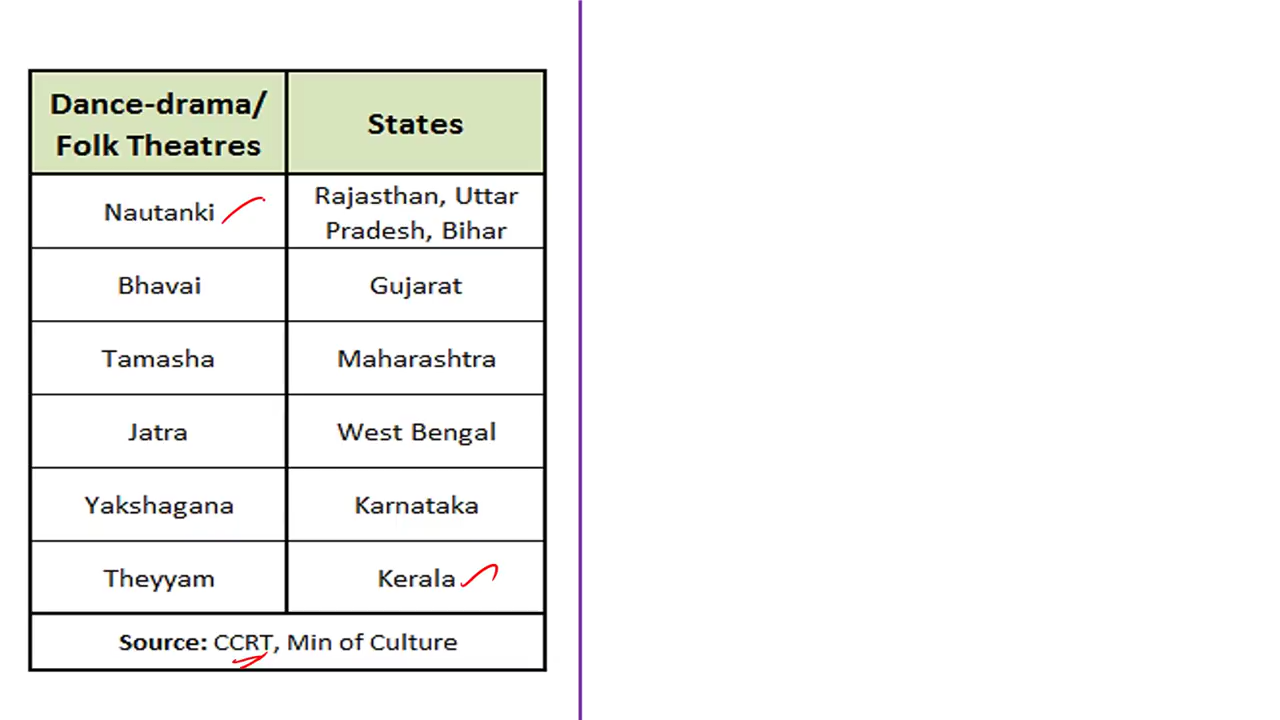 Dance-drama/
Folk Theatres
States
Nautanki
Rajasthan, Uttar
Pradesh, Bihar
Bhavai
Gujarat
Tamasha
Maharashtra
Jatra
West Bengal
Yakshagana
Karnataka
Theyyam
Kerala
Source: CCRT, Min of Culture